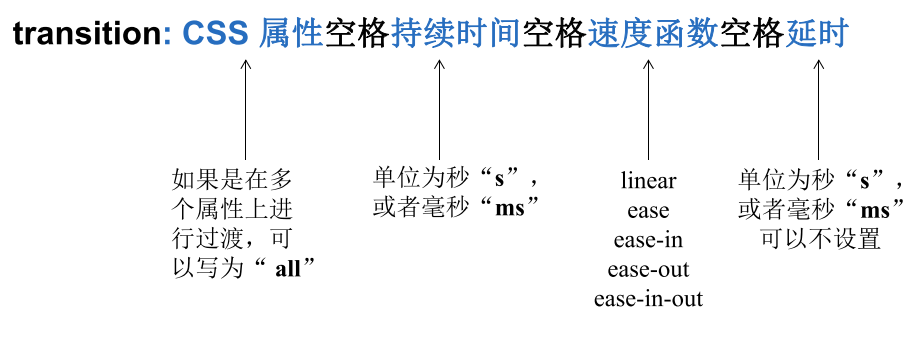 transition: CSS 属性空格持续时间空格速度函数空格延时
如果是在多
个属性上进
行过渡，可
以写为“ all”
单位为秒“s”，
或者毫秒“ms”
linear
ease
ease-in
ease-out
ease-in-out
单位为秒“s”，
或者毫秒“ms”
可以不设置